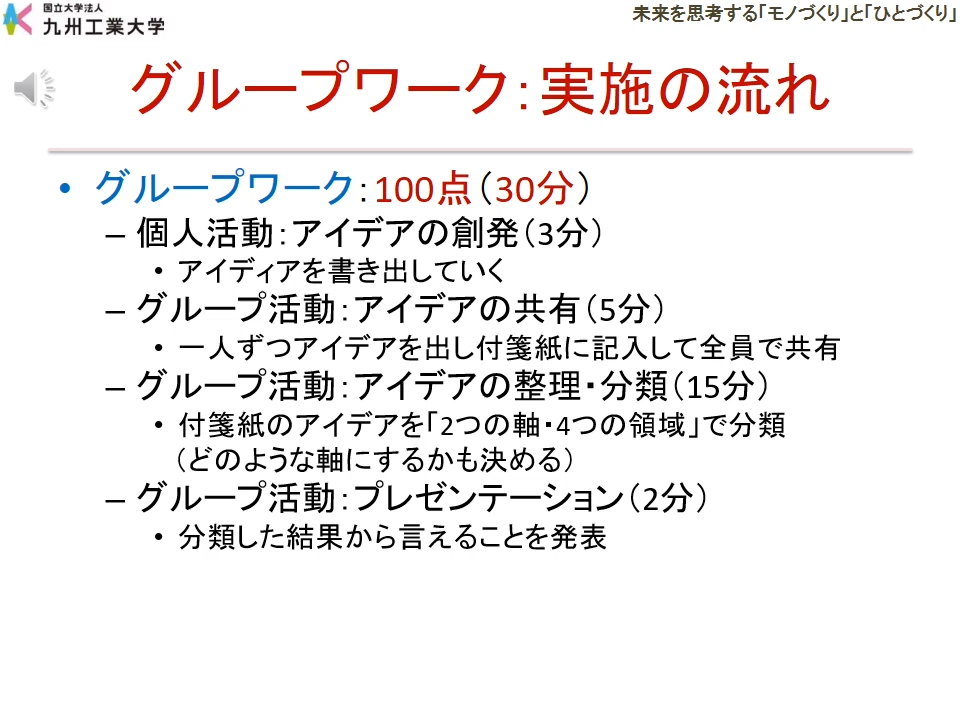 国立大学法人
九州工業大学
未来を思考する「モノづくり」と「ひとづくり」
グループワーク：実施の流れ
• グループワーク：100点（30分）
– 個人活動：アイデアの創発（3分）
• アイディアを書き出していく
– グループ活動：アイデアの共有（5分）
• 一人ずつアイデアを出し付箋紙に記入して全員で共有
– グループ活動：アイデアの整理・分類（15分）
• 付箋紙のアイデアを「2つの軸・4つの領域」で分類
（どのような軸にするかも決める）
– グループ活動：プレゼンテーション（2分）
• 分類した結果から言えることを発表